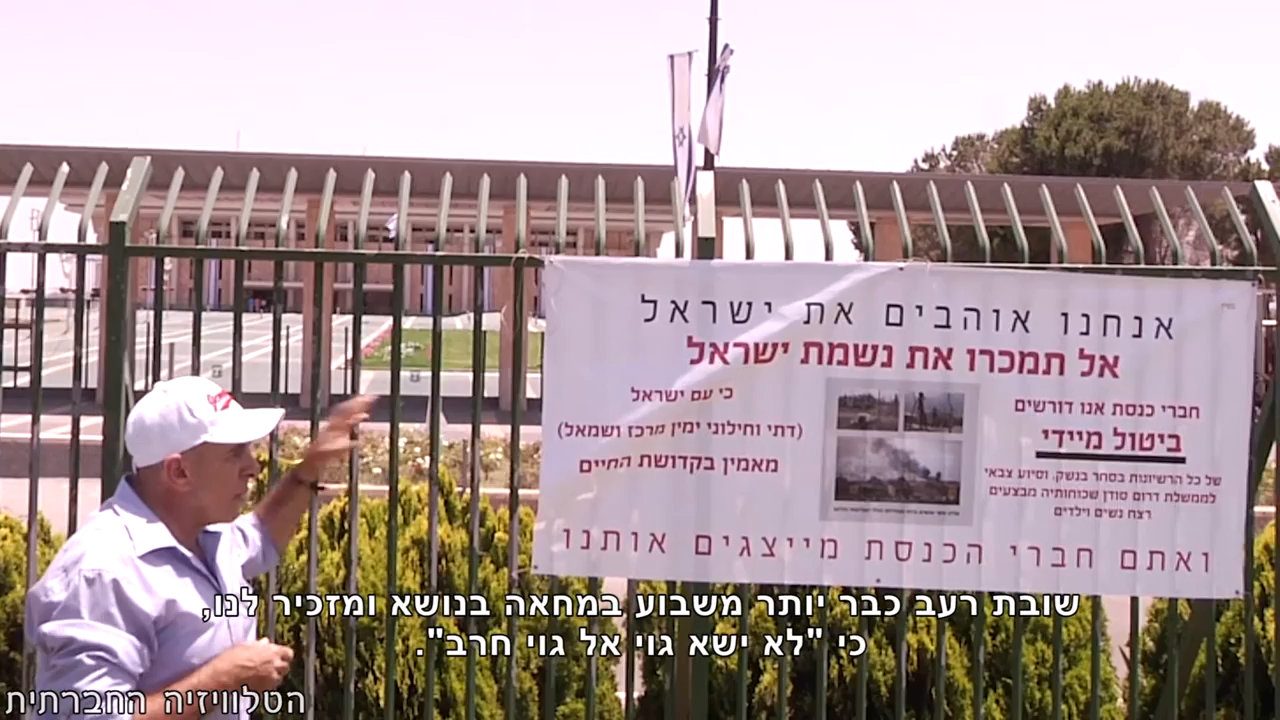 אנחנו אוהבים את ישראל
אל תמכרו את נשמת ישראל
חברי כנסת אנו דורשים
ביטול מיידי
של כל הרשיונות בסחר בנשק, וסיוע צבאי
לממשלת דרום סודן שכוחותיה מבצעים
רצח נשים וילדים
כי עם ישראל
(דתי וחילוני ימין מרכז ושמאל)
מאמין בקדושת החיים
ואתם חברי הכנסת מייצגים אותנו
שובת רעב כבר יותר משבוע במחאה בנושא ומזכיר לנו,
כי "לא ישא גוי אל גוי חרב".
הטלוויזיה החברתית